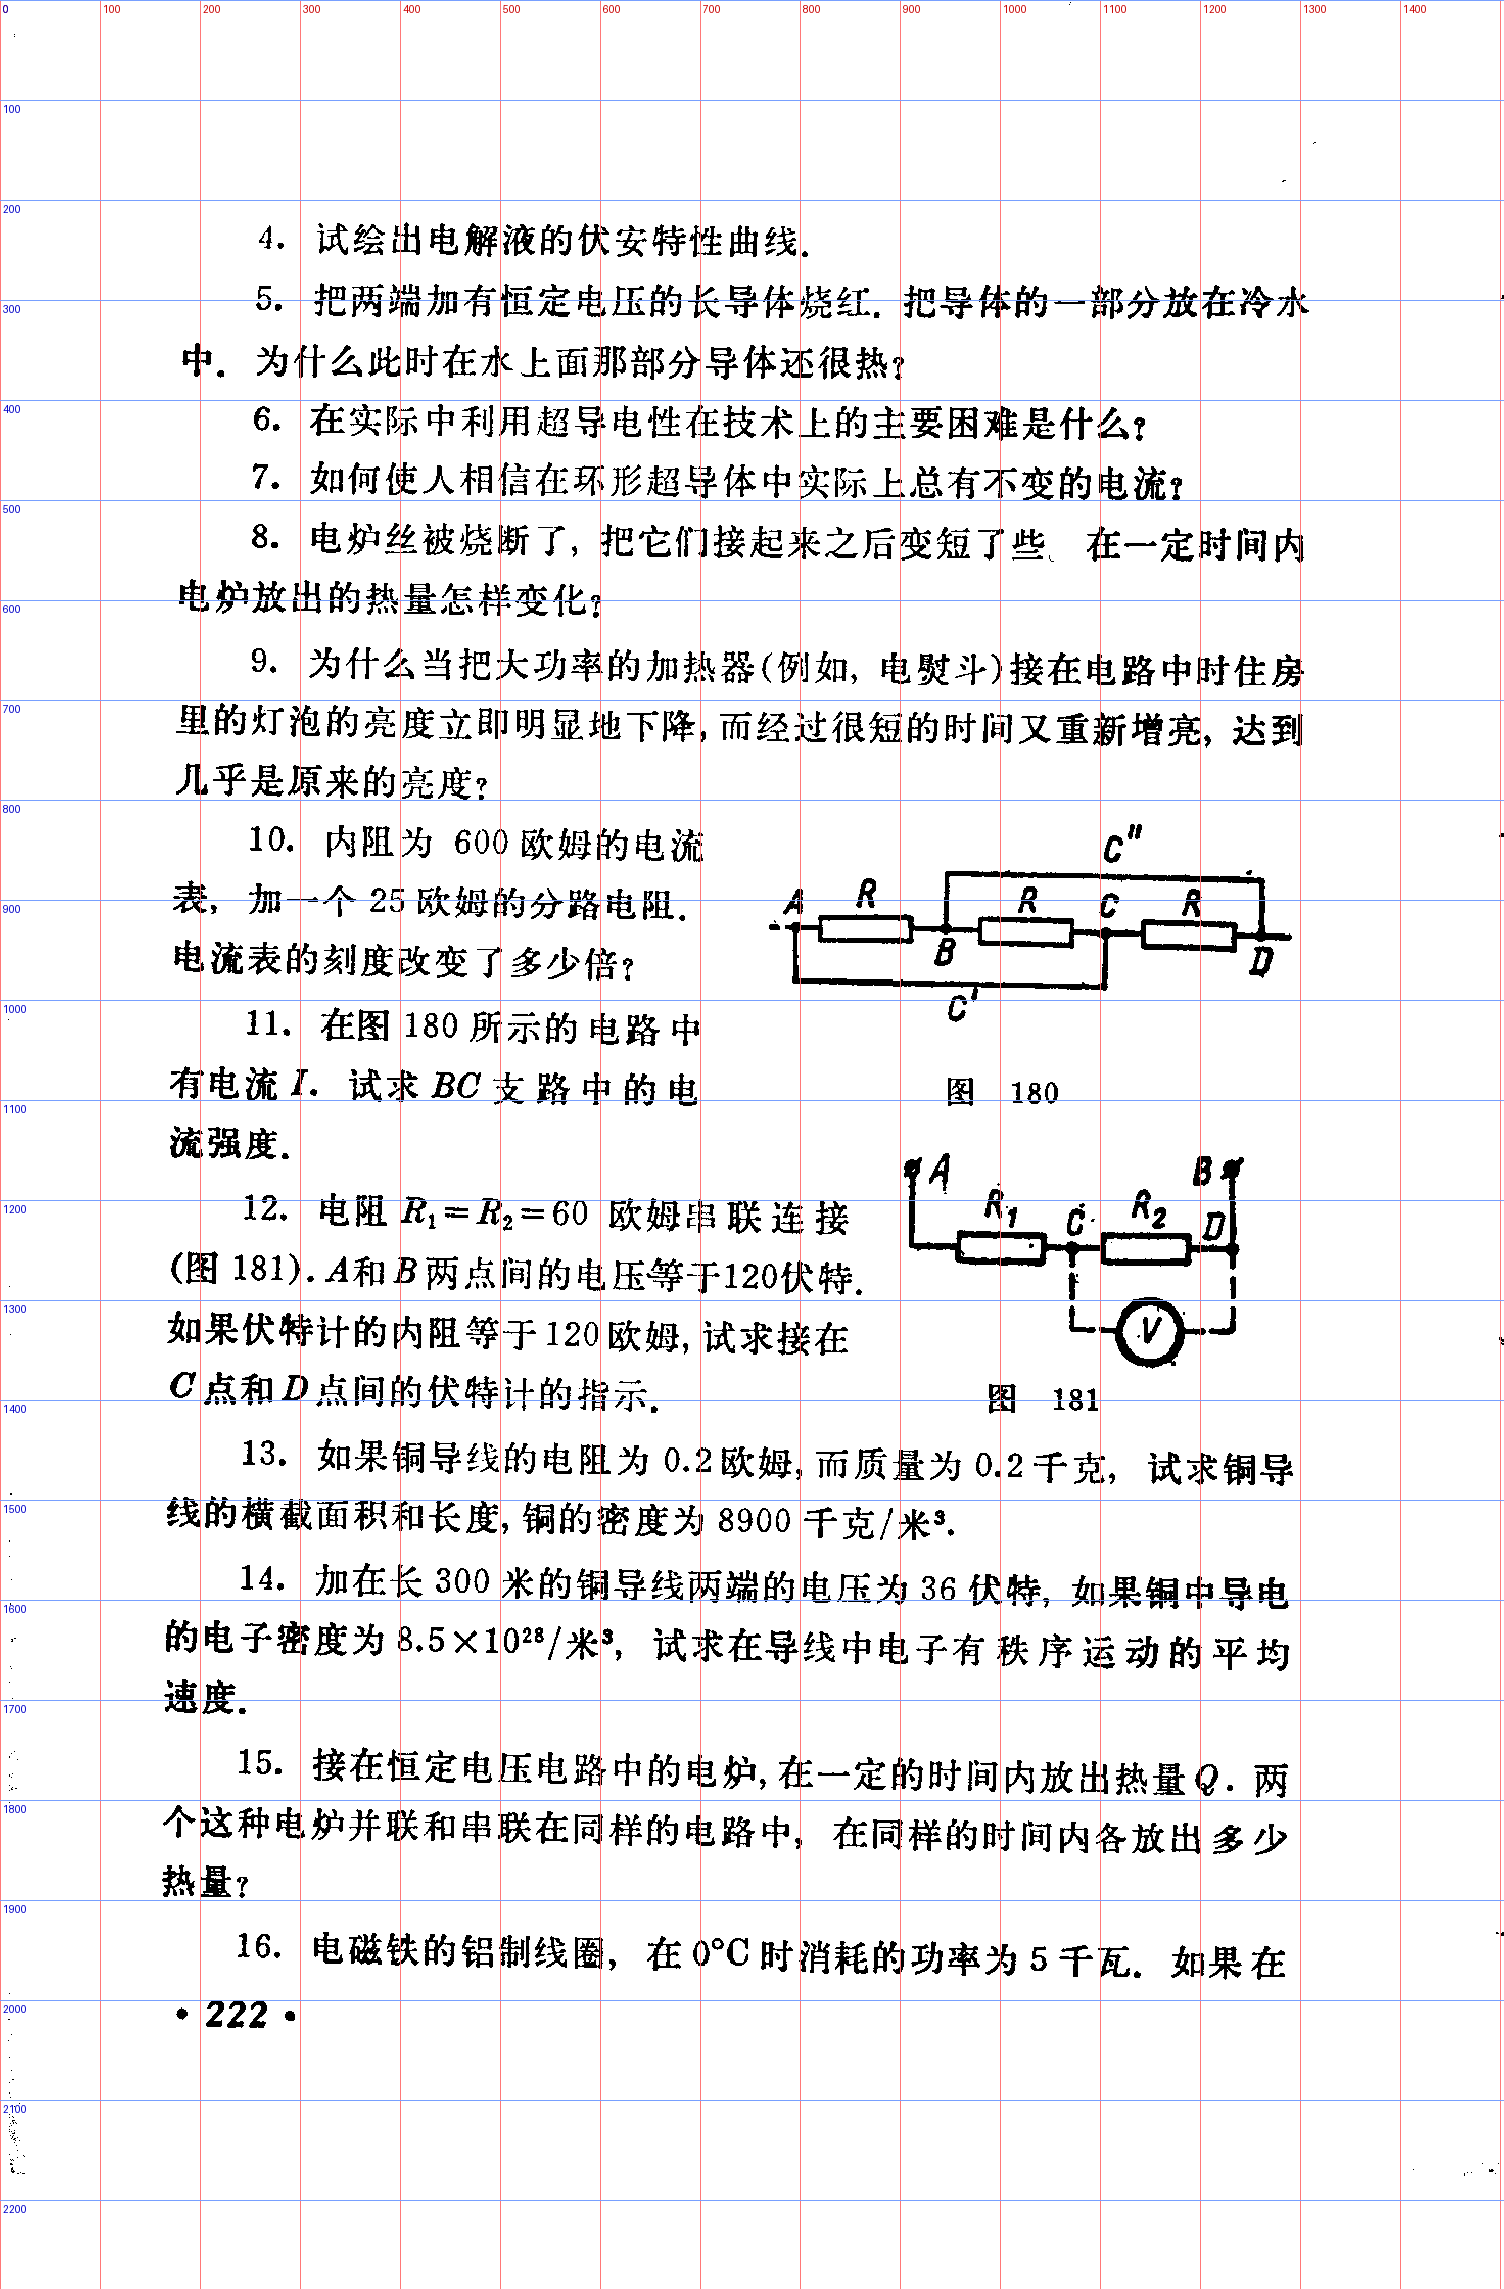 4. 试绘出电解液的伏安特性曲线.
5. 把两端加有恒定电压的长导体烧红. 把导体的一部分放在冷水
中. 为什么此时在水上面那部分导体还很热?
6. 在实际中利用超导电性在技术上的主要困难是什么?
7. 如何使人相信在环形超导体中实际上总有不变的电流?
8. 电炉丝被烧断了, 把它们接起来之后变短了些. 在一定时间内
电炉放出的热量怎样变化?
9. 为什么当把大功率的加热器(例如, 电熨斗)接在电路中时住房
里的灯泡的亮度立即明显地下降, 而经过很短的时间又重新增亮, 达到
几乎是原来的亮度?
10. 内阻为 600 欧姆的电流
表, 加一个 25 欧姆的分路电阻.
电流表的刻度改变了多少倍?
11. 在图 180 所示的电路中
有电流 I. 试求 BC 支路中的电
流强度.
C″
A R R C R
B D
C′
图 180
12. 电阻 R₁=R₂=60 欧姆串联连接
(图 181). A和B两点间的电压等于120伏特.
如果伏特计的内阻等于120欧姆, 试求接在
C点和D点间的伏特计的指示.
A B
R₁ C R₂ D
V
图 181
13. 如果铜导线的电阻为 0.2欧姆, 而质量为 0.2千克, 试求铜导
线的横截面积和长度, 铜的密度为 8900 千克/米³.
14. 加在长 300 米的铜导线两端的电压为 36 伏特, 如果铜中导电
的电子密度为 8.5×10²⁸/米³, 试求在导线中电子有秩序运动的平均
速度.
15. 接在恒定电压电路中的电炉, 在一定的时间内放出热量Q. 两
个这种电炉并联和串联在同样的电路中, 在同样的时间内各放出多少
热量?
16. 电磁铁的铝制线圈, 在 0°C 时消耗的功率为 5 千瓦. 如果在
• 222 •